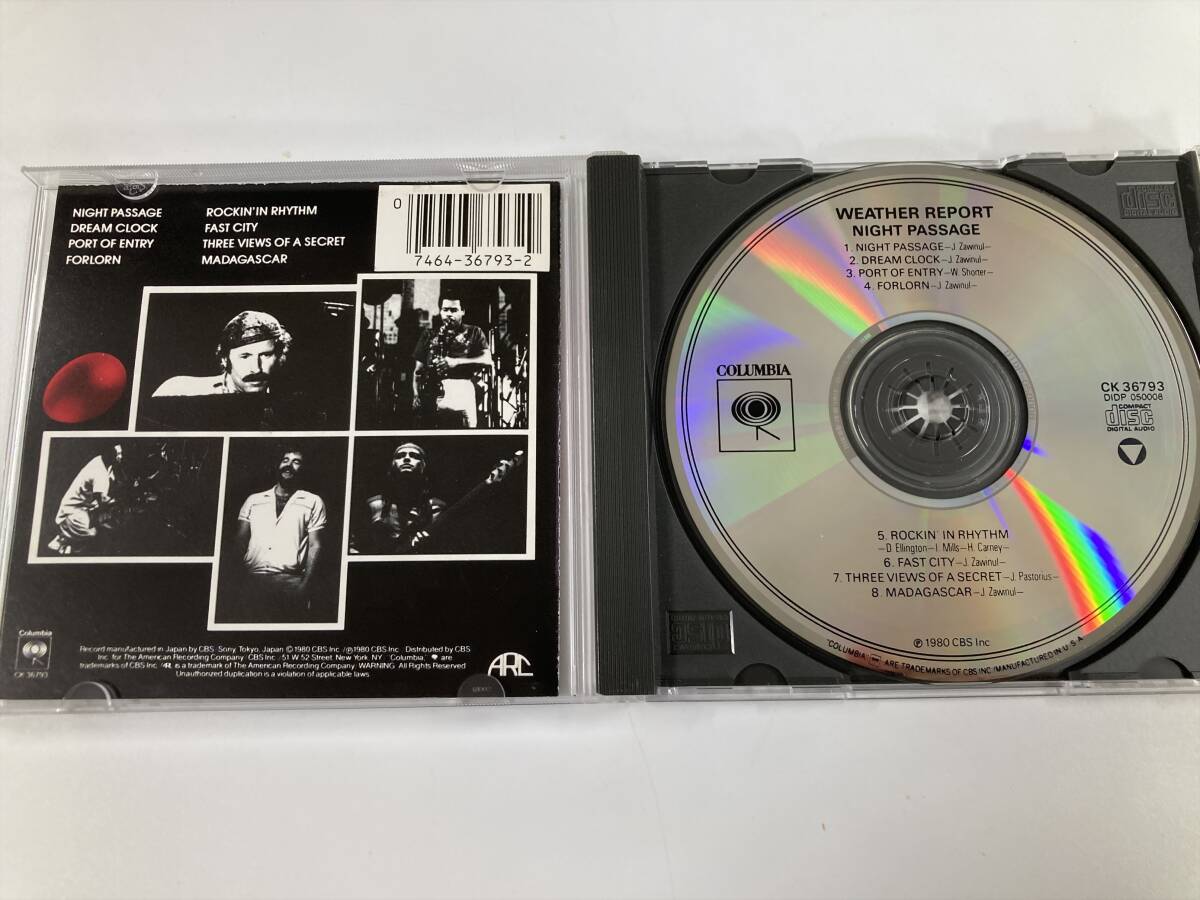 NIGHT PASSAGE
DREAM CLOCK
PORT OF ENTRY
FORLORN
ROCKIN' IN RHYTHM
FAST CITY
THREE VIEWS OF A SECRET
MADAGASCAR
0
7464-36793-2
Columbia
CK 36793
Record manufactured in Japan by CBS Sony, Tokyo, Japan © 1980 CBS Inc./℗ 1980 CBS Inc. Distributed by CBS
Inc. for The American Recording Company. CBS Inc. 51 W 52 Street, New York, NY. "Columbia," are
trademarks of CBS Inc. ARC is a trademark of The American Recording Company. WARNING: All Rights Reserved.
Unauthorized duplication is a violation of applicable laws.
ARC
WEATHER REPORT
NIGHT PASSAGE
1. NIGHT PASSAGE –J. Zawinul–
2. DREAM CLOCK –J. Zawinul–
3. PORT OF ENTRY –W. Shorter–
4. FORLORN –J. Zawinul–
COLUMBIA
CK 36793
DIDP 050008
COMPACT
disc
DIGITAL AUDIO
5. ROCKIN' IN RHYTHM
–D. Ellington–I. Mills–H. Carney–
6. FAST CITY –J. Zawinul–
7. THREE VIEWS OF A SECRET –J. Pastorius–
8. MADAGASCAR –J. Zawinul–
℗ 1980 CBS Inc
"COLUMBIA," ARE TRADEMARKS OF CBS INC./MANUFACTURED IN U.S.A.
COMPACT
disc
DIGITAL AUDIO